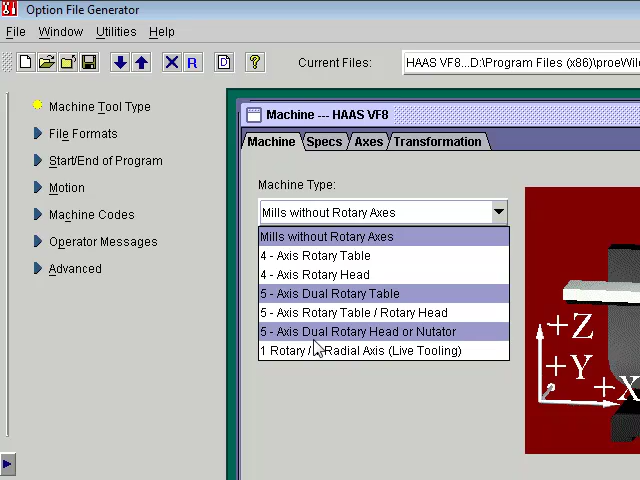 Option File Generator
File Window Utilities Help
R
?
Current Files:
HAAS VF8...D:\Program Files (x86)\proeWil
Machine Tool Type
File Formats
Start/End of Program
Motion
Machine Codes
Operator Messages
Advanced
Machine --- HAAS VF8
Machine Specs Axes Transformation
Machine Type:
Mills without Rotary Axes
Mills without Rotary Axes
4 - Axis Rotary Table
4 - Axis Rotary Head
5 - Axis Dual Rotary Table
5 - Axis Rotary Table / Rotary Head
5 - Axis Dual Rotary Head or Nutator
1 Rotary / Radial Axis (Live Tooling)
+Z
+Y
+X